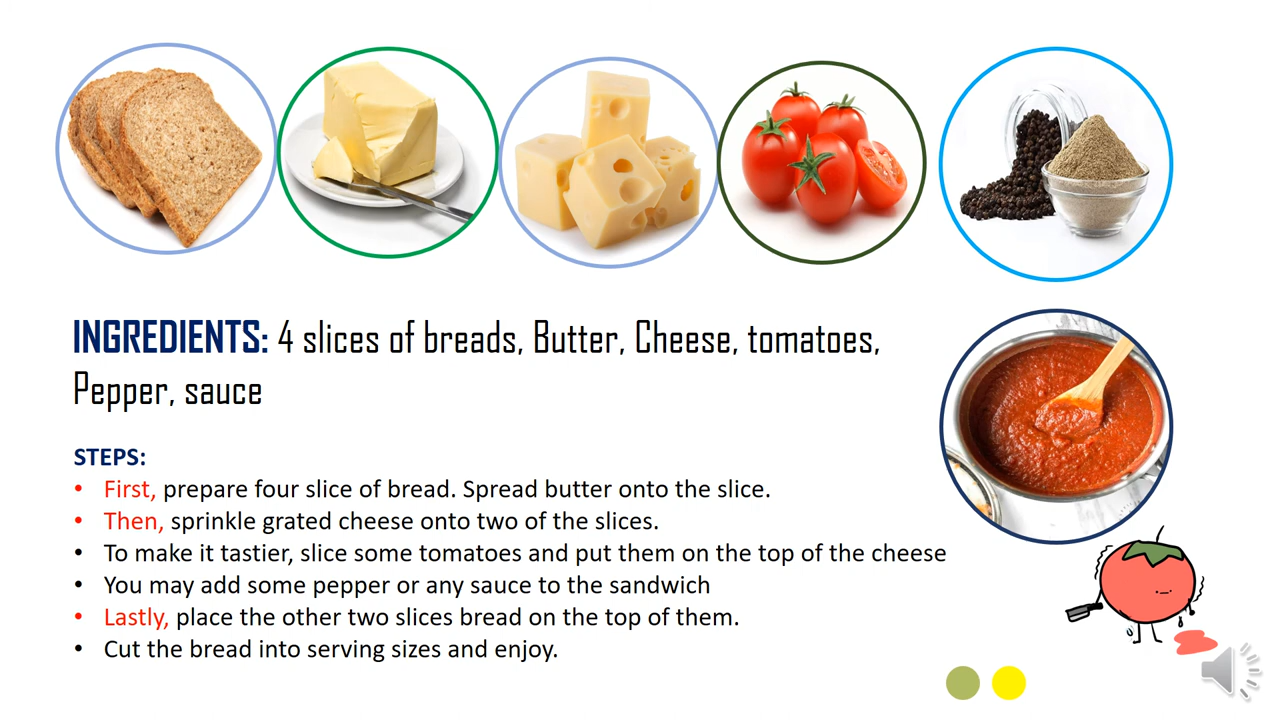 INGREDIENTS: 4 slices of breads, Butter, Cheese, tomatoes,
Pepper, sauce
STEPS:
• First, prepare four slice of bread. Spread butter onto the slice.
• Then, sprinkle grated cheese onto two of the slices.
• To make it tastier, slice some tomatoes and put them on the top of the cheese
• You may add some pepper or any sauce to the sandwich
• Lastly, place the other two slices bread on the top of them.
• Cut the bread into serving sizes and enjoy.